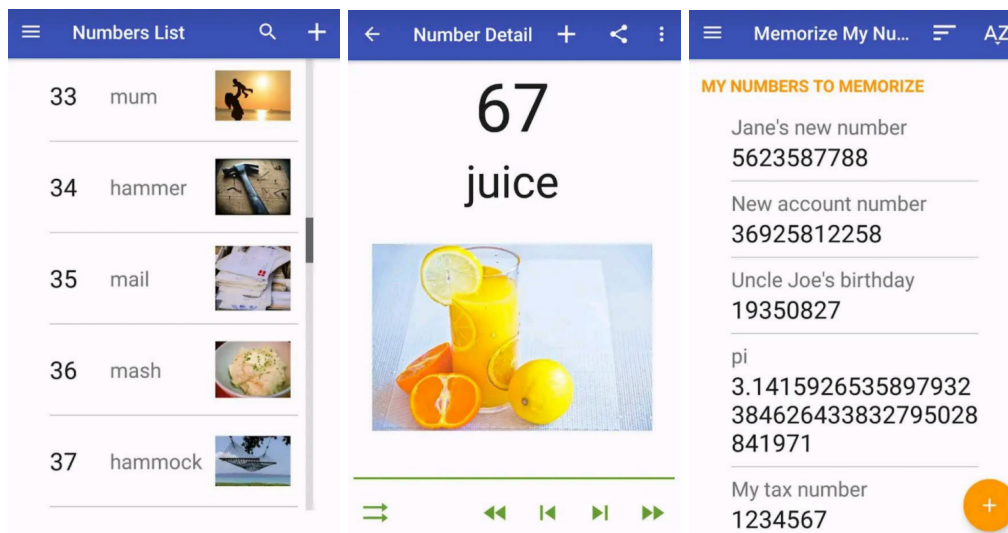 Numbers List
33 mum
34 hammer
35 mail
36 mash
37 hammock
Number Detail
67
juice
Memorize My Nu...
AZ
MY NUMBERS TO MEMORIZE
Jane's new number
5623587788
New account number
36925812258
Uncle Joe's birthday
19350827
pi
3.1415926535897932
384626433832795028
841971
My tax number
1234567